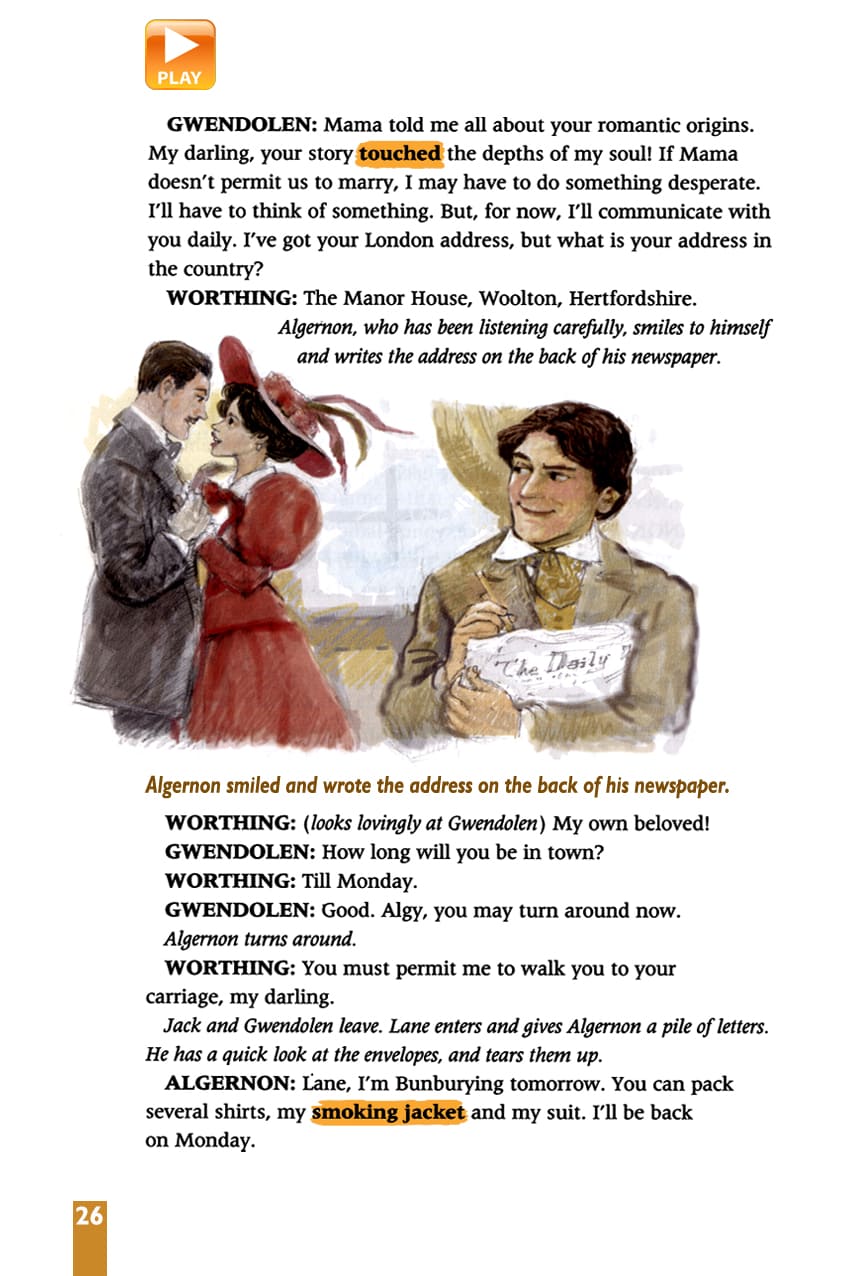 PLAY
GWENDOLEN: Mama told me all about your romantic origins.
My darling, your story touched the depths of my soul! If Mama
doesn't permit us to marry, I may have to do something desperate.
I'll have to think of something. But, for now, I'll communicate with
you daily. I've got your London address, but what is your address in
the country?
WORTHING: The Manor House, Woolton, Hertfordshire.
Algernon, who has been listening carefully, smiles to himself
and writes the address on the back of his newspaper.
The Daily
Algernon smiled and wrote the address on the back of his newspaper.
WORTHING: (looks lovingly at Gwendolen) My own beloved!
GWENDOLEN: How long will you be in town?
WORTHING: Till Monday.
GWENDOLEN: Good. Algy, you may turn around now.
Algernon turns around.
WORTHING: You must permit me to walk you to your
carriage, my darling.
Jack and Gwendolen leave. Lane enters and gives Algernon a pile of letters.
He has a quick look at the envelopes, and tears them up.
ALGERNON: Lane, I'm Bunburying tomorrow. You can pack
several shirts, my smoking jacket and my suit. I'll be back
on Monday.
26